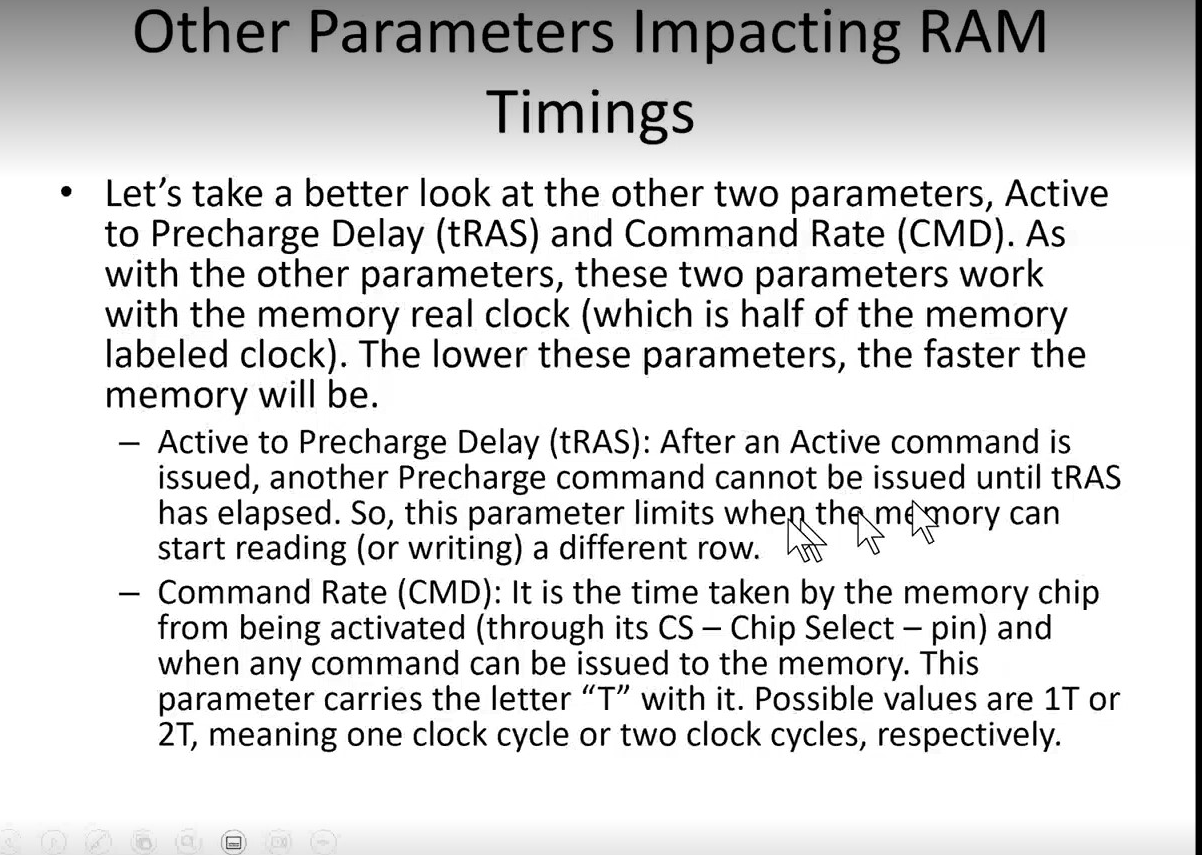 Other Parameters Impacting RAM
Timings
• Let’s take a better look at the other two parameters, Active
to Precharge Delay (tRAS) and Command Rate (CMD). As
with the other parameters, these two parameters work
with the memory real clock (which is half of the memory
labeled clock). The lower these parameters, the faster the
memory will be.
– Active to Precharge Delay (tRAS): After an Active command is
issued, another Precharge command cannot be issued until tRAS
has elapsed. So, this parameter limits when the memory can
start reading (or writing) a different row.
– Command Rate (CMD): It is the time taken by the memory chip
from being activated (through its CS – Chip Select – pin) and
when any command can be issued to the memory. This
parameter carries the letter “T” with it. Possible values are 1T or
2T, meaning one clock cycle or two clock cycles, respectively.